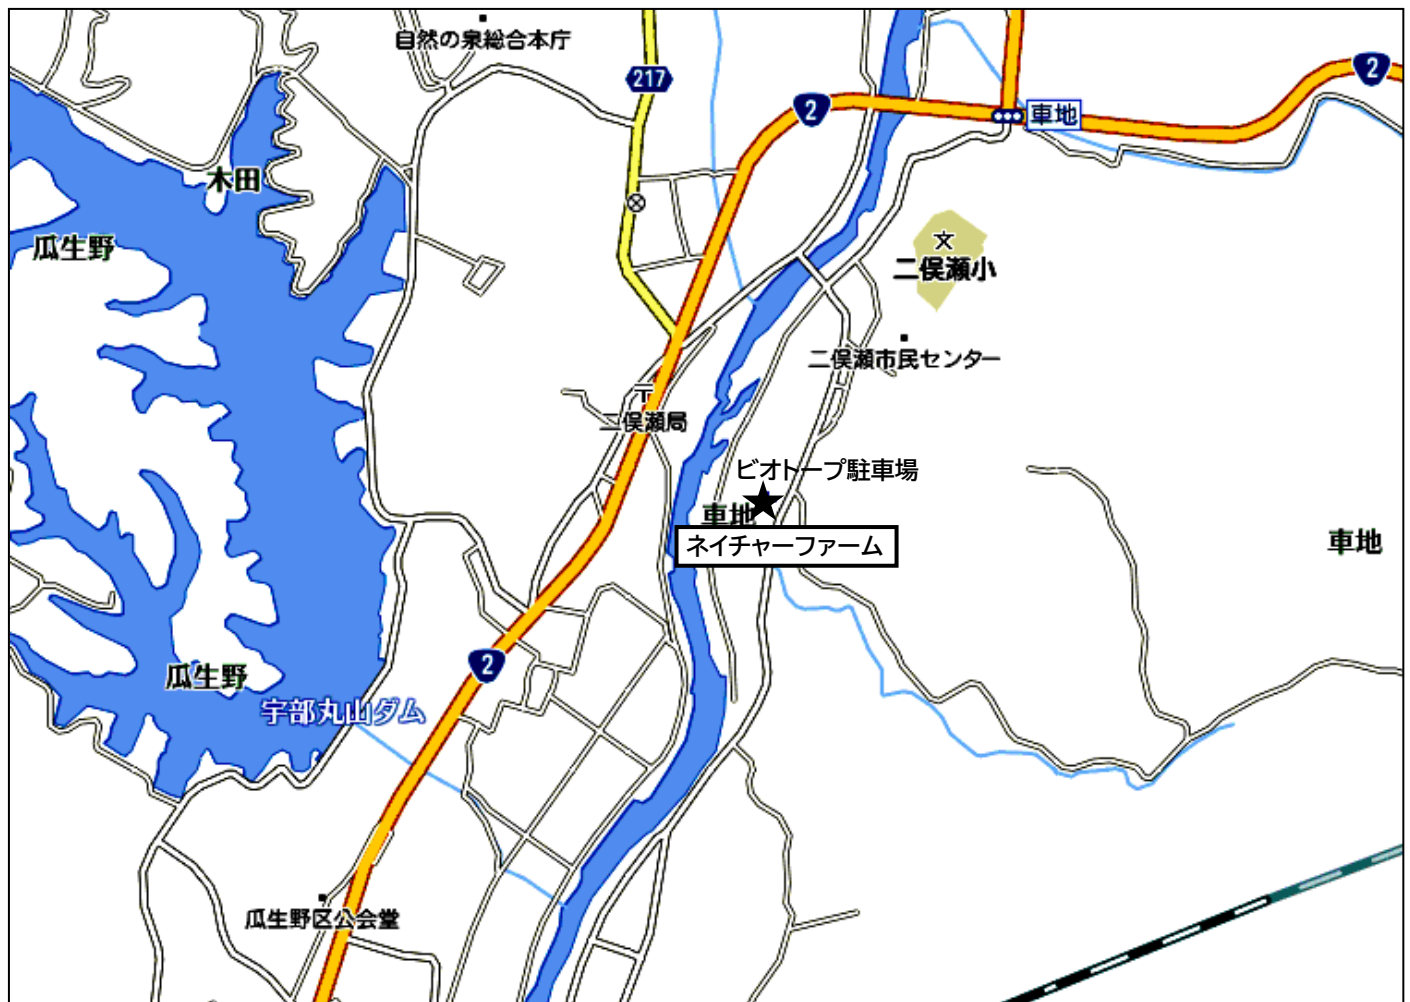 自然の泉総合本庁
217
2
2
車地
木田
瓜生野
二俣瀬小
二俣瀬市民センター
二俣瀬局
ビオトープ駐車場
車地
ネイチャーファーム
車地
2
瓜生野
宇部丸山ダム
瓜生野区公会堂